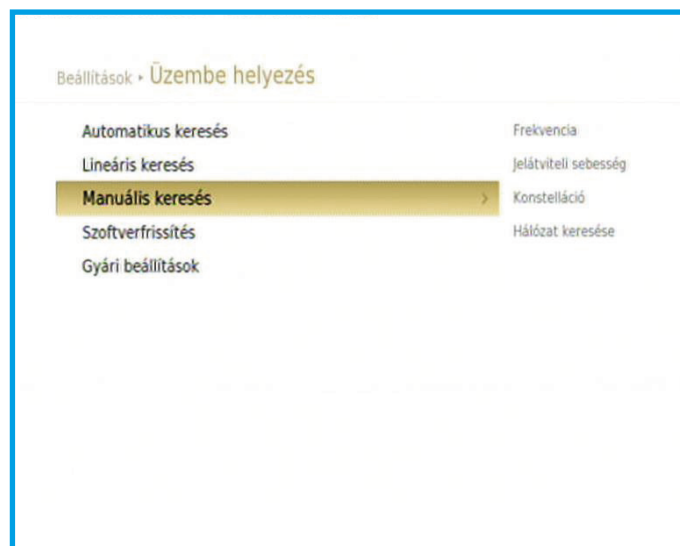 Beállítások ▸ Üzembe helyezés
Automatikus keresés
Lineáris keresés
Manuális keresés >
Szoftverfrissítés
Gyári beállítások
Frekvencia
Jelátviteli sebesség
Konstelláció
Hálózat keresése